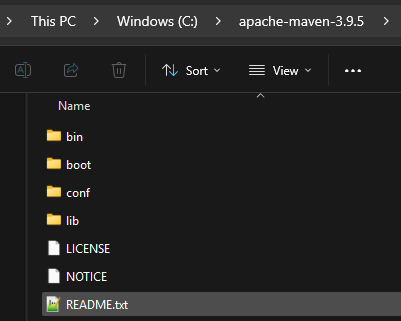 This PC > Windows (C:) > apache-maven-3.9.5 >
Sort View ...
Name
bin
boot
conf
lib
LICENSE
NOTICE
README.txt